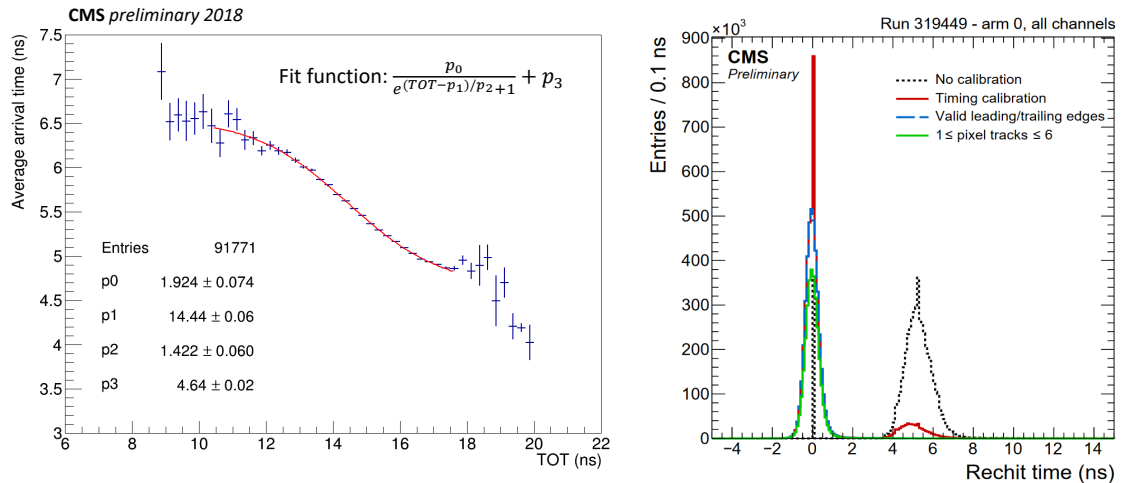 CMS preliminary 2018
Average arrival time (ns)
7.5
7
6.5
6
5.5
5
4.5
4
3.5
3
Fit function: p0 / e^(TOT−p1)/p2+1 + p3
Entries 91771
p0 1.924 ± 0.074
p1 14.44 ± 0.06
p2 1.422 ± 0.060
p3 4.64 ± 0.02
6 8 10 12 14 16 18 20 22
TOT (ns)
Run 319449 - arm 0, all channels
×10³
Entries / 0.1 ns
900
800
700
600
500
400
300
200
100
0
CMS
Preliminary
No calibration
Timing calibration
Valid leading/trailing edges
1≤ pixel tracks ≤ 6
−4 −2 0 2 4 6 8 10 12 14
Rechit time (ns)